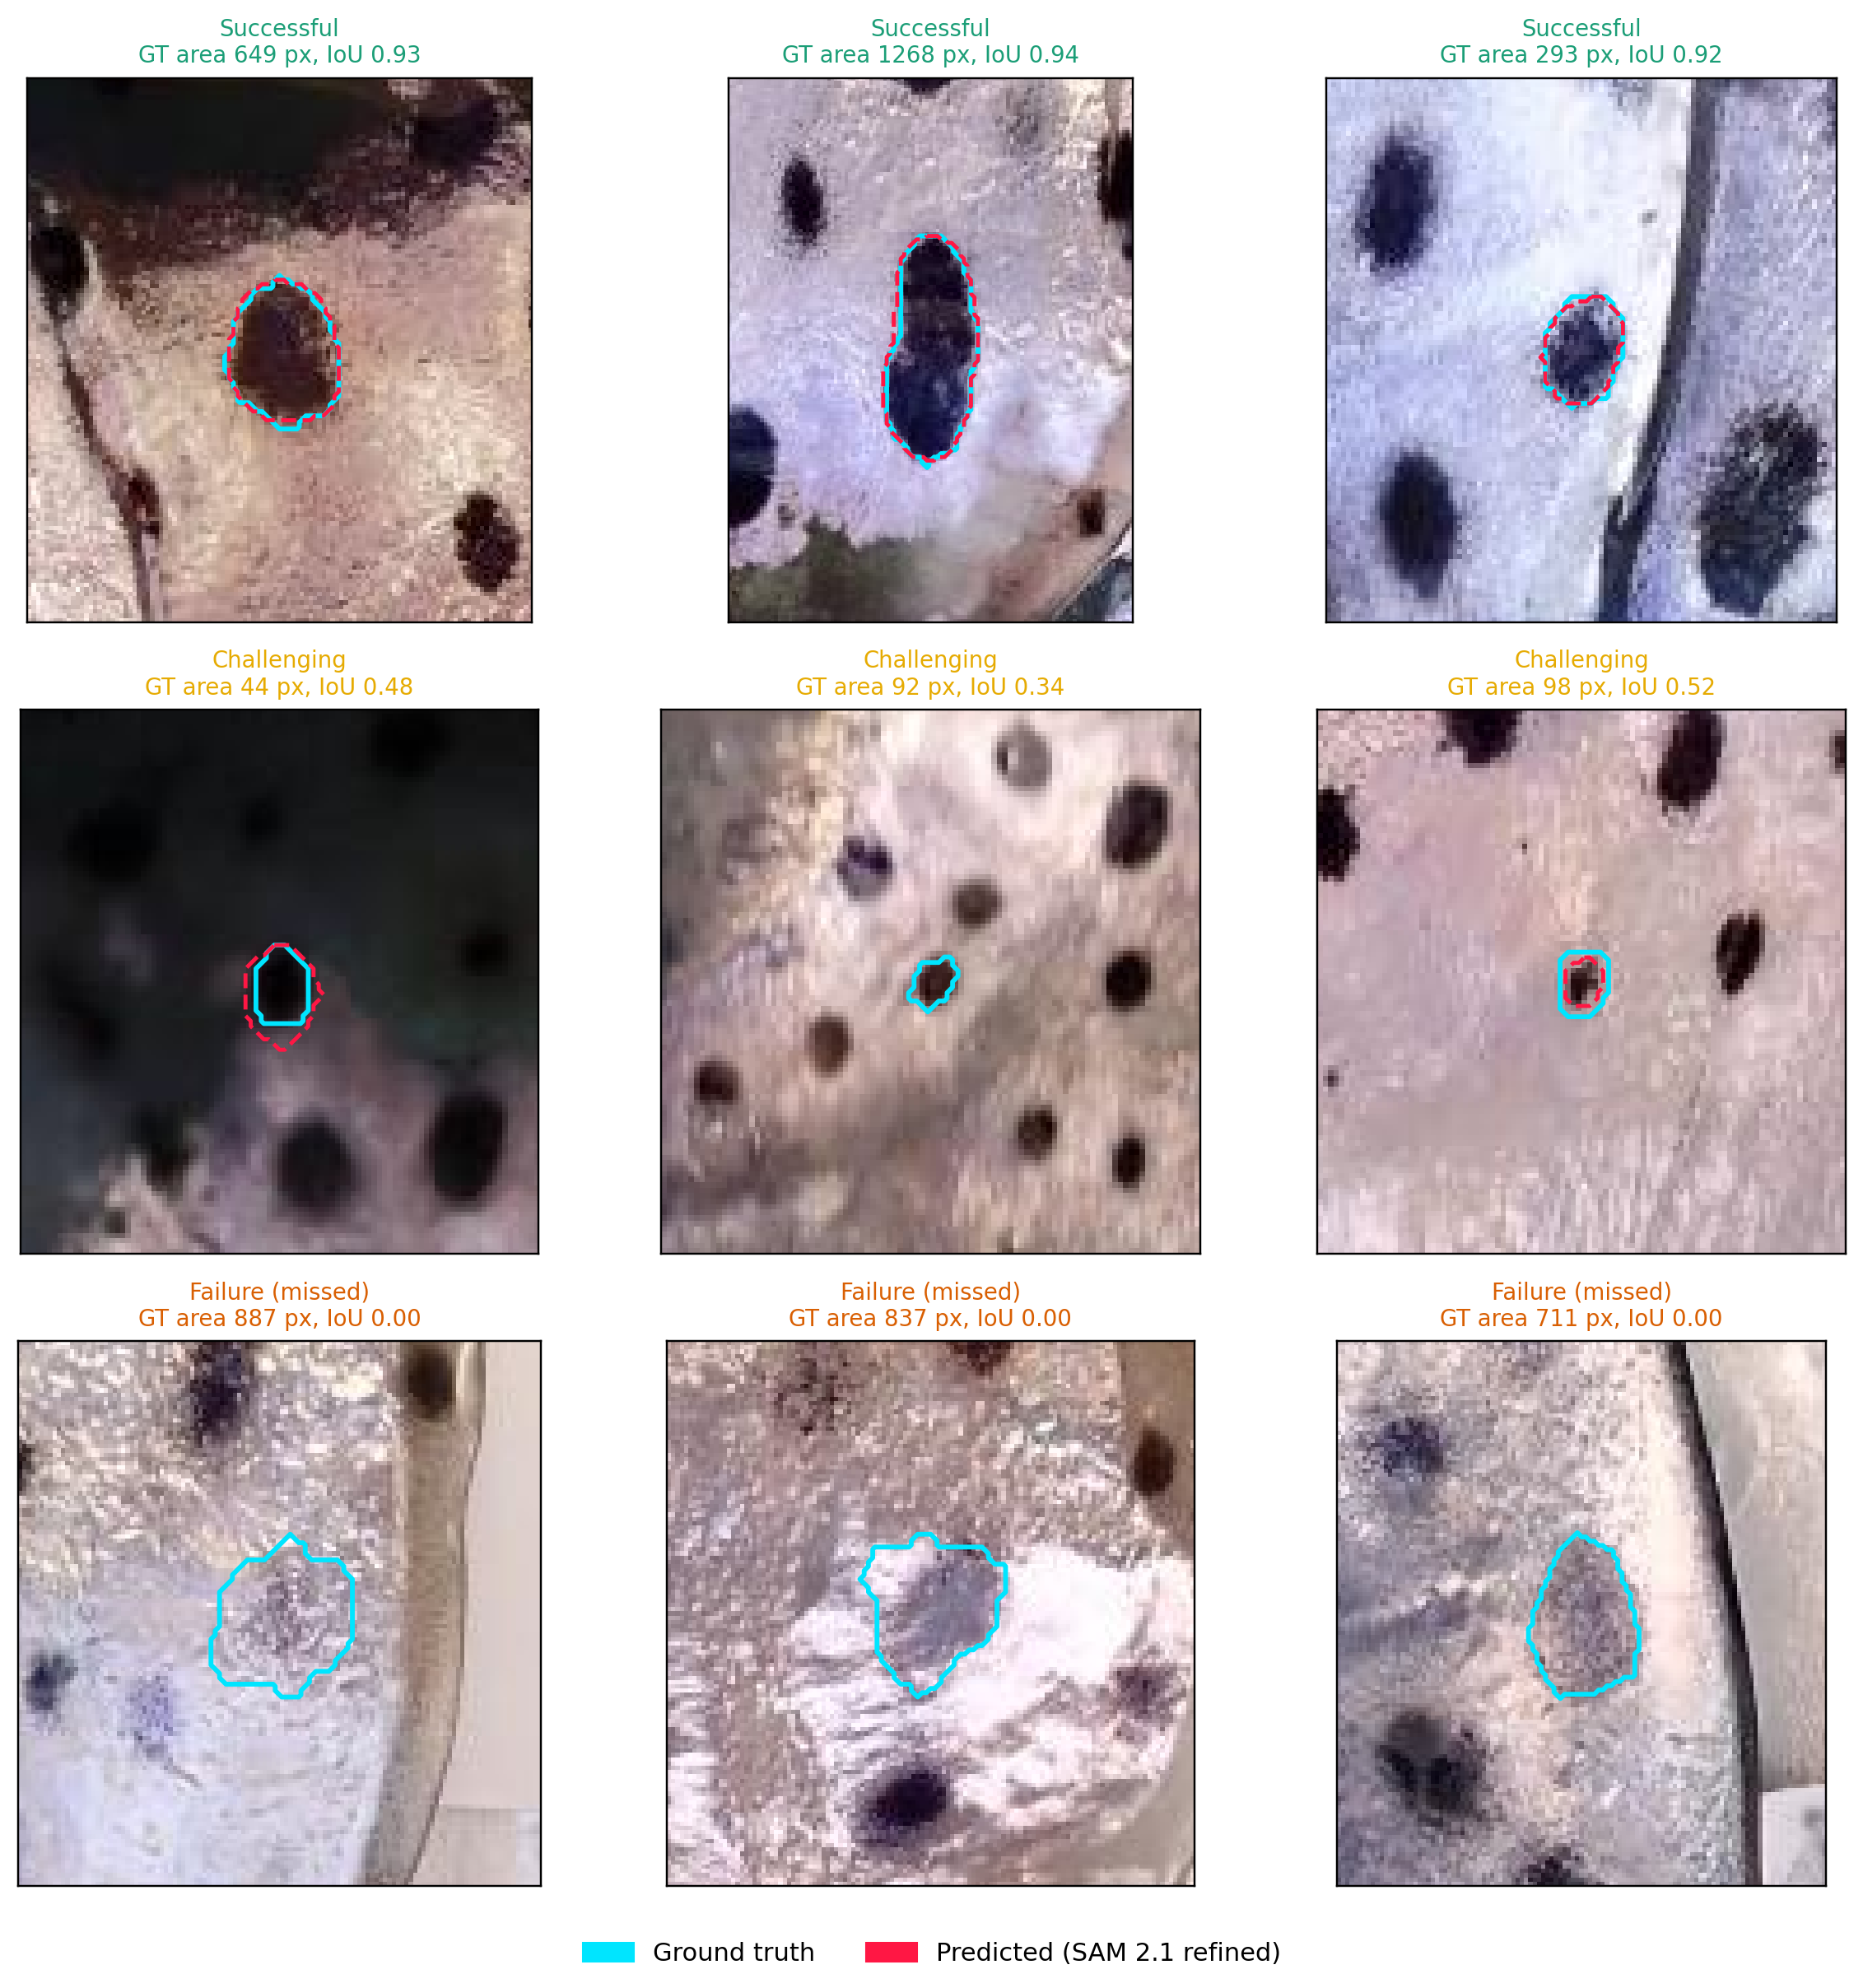 Successful
GT area 649 px, IoU 0.93
Successful
GT area 1268 px, IoU 0.94
Successful
GT area 293 px, IoU 0.92
Challenging
GT area 44 px, IoU 0.48
Challenging
GT area 92 px, IoU 0.34
Challenging
GT area 98 px, IoU 0.52
Failure (missed)
GT area 887 px, IoU 0.00
Failure (missed)
GT area 837 px, IoU 0.00
Failure (missed)
GT area 711 px, IoU 0.00
Ground truth
Predicted (SAM 2.1 refined)